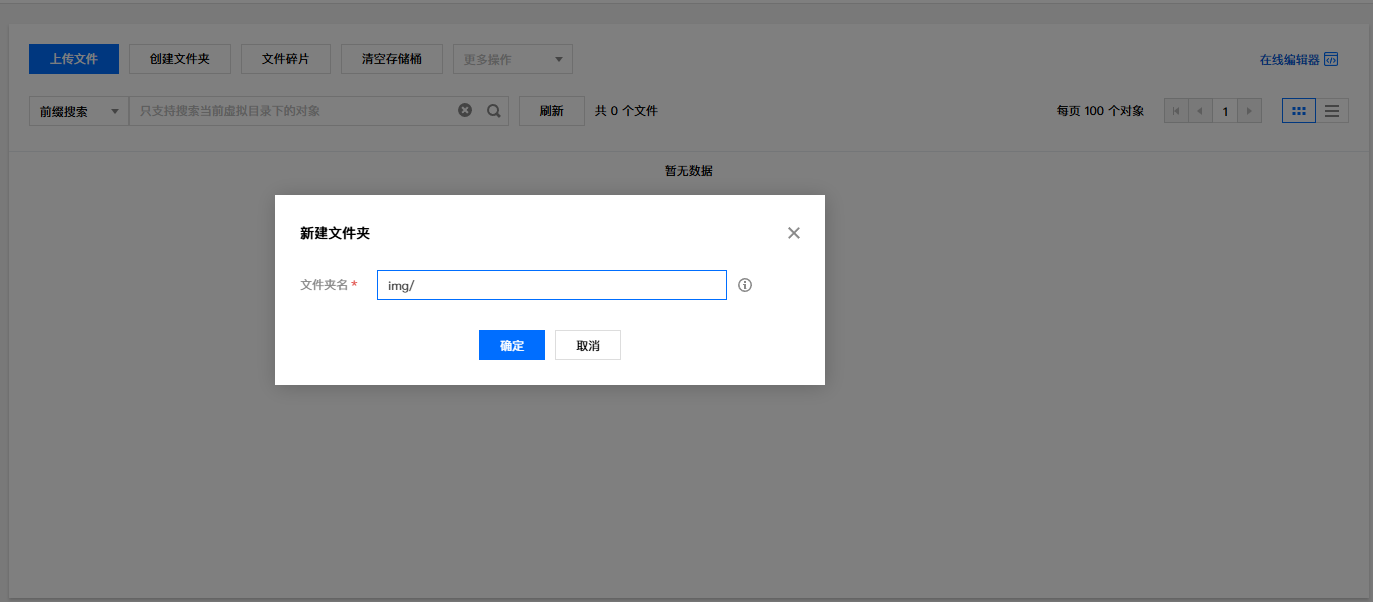 上传文件 创建文件夹 文件碎片 清空存储桶 更多操作 在线编辑器
前缀搜索 只支持搜索当前虚拟目录下的对象 刷新 共 0 个文件 每页 100 个对象 1
暂无数据
新建文件夹
文件夹名 * img/
确定 取消